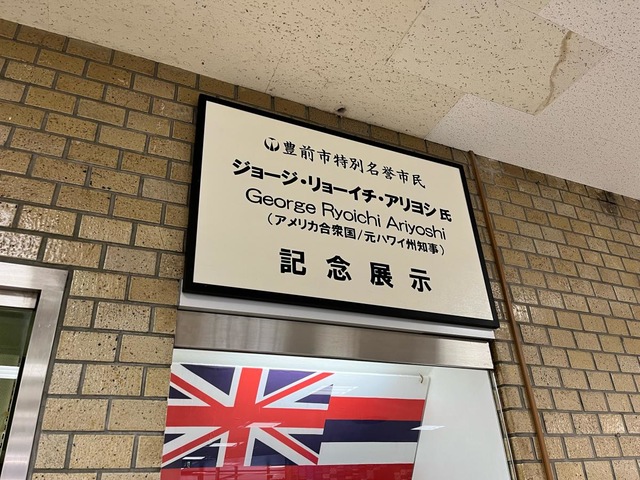 豊前市特別名誉市民
ジョージ・リョーイチ・アリヨシ 氏
George Ryoichi Ariyoshi
（アメリカ合衆国/元ハワイ州知事）
記念展示